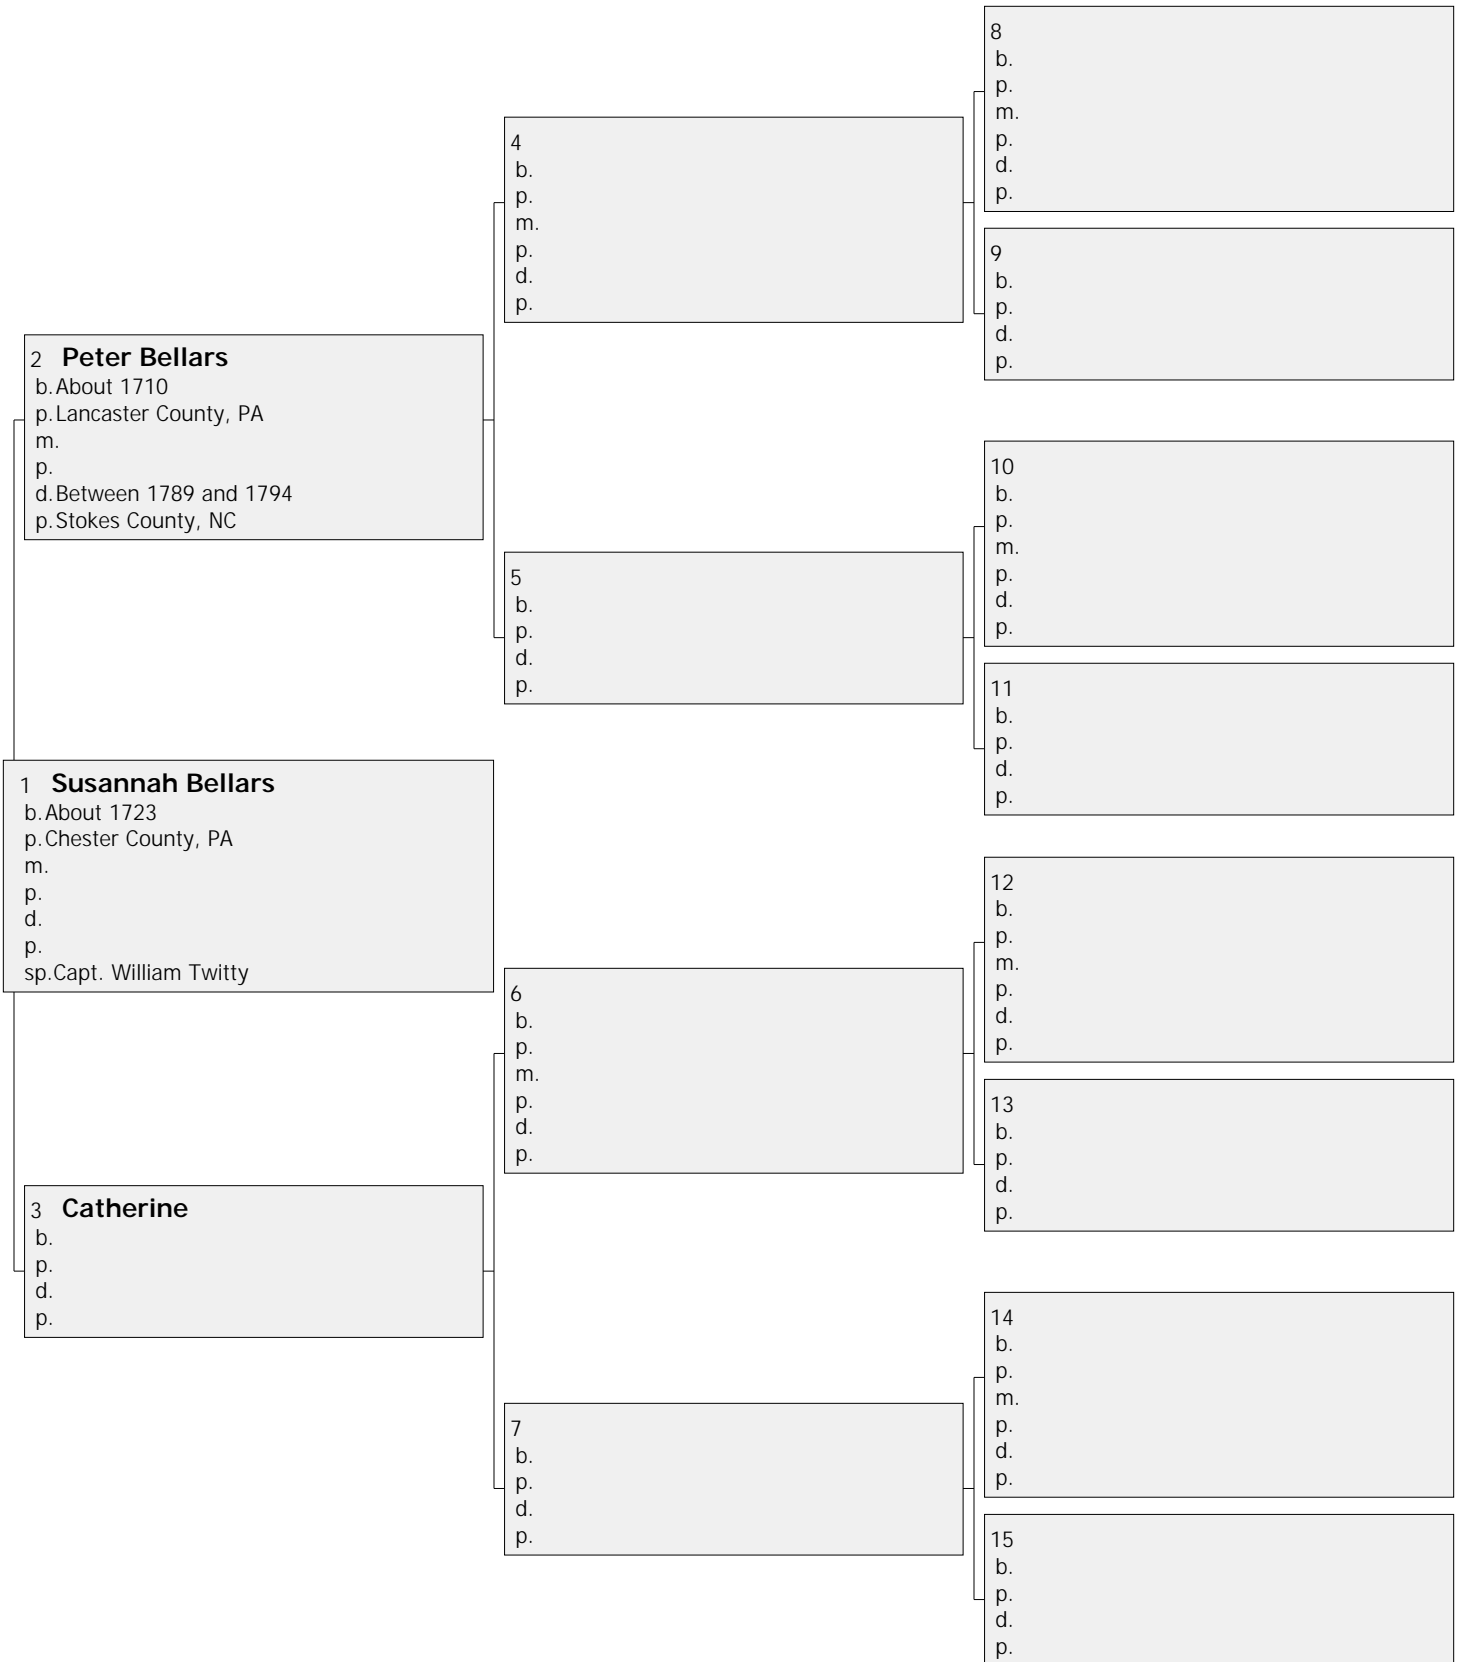 8
b.
p.
m.
p.
d.
p.
4
b.
p.
m.
p.
d.
p.
9
b.
p.
d.
p.
2 Peter Bellars
b. About 1710
p. Lancaster County, PA
m.
p.
d. Between 1789 and 1794
p. Stokes County, NC
10
b.
p.
m.
p.
d.
p.
5
b.
p.
d.
p.
11
b.
p.
d.
p.
1 Susannah Bellars
b. About 1723
p. Chester County, PA
m.
p.
d.
p.
sp. Capt. William Twitty
12
b.
p.
m.
p.
d.
p.
6
b.
p.
m.
p.
d.
p.
13
b.
p.
d.
p.
3 Catherine
b.
p.
d.
p.
14
b.
p.
m.
p.
d.
p.
7
b.
p.
d.
p.
15
b.
p.
d.
p.